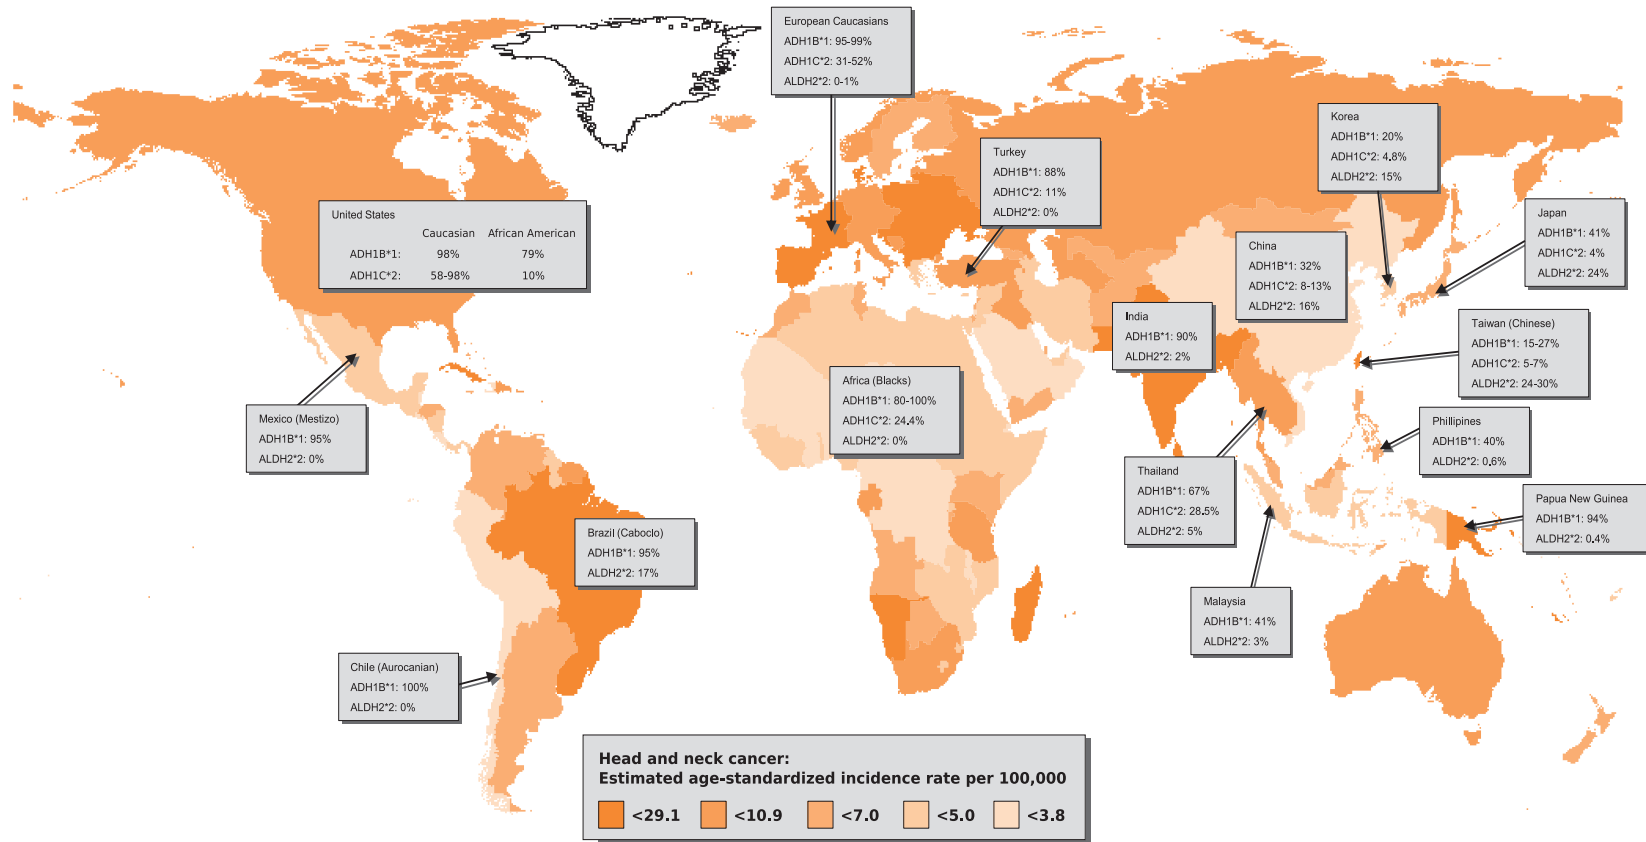 European Caucasians
ADH1B*1: 95-99%
ADH1C*2: 31-52%
ALDH2*2: 0-1%
Turkey
ADH1B*1: 88%
ADH1C*2: 11%
ALDH2*2: 0%
Korea
ADH1B*1: 20%
ADH1C*2: 4.8%
ALDH2*2: 15%
United States
Caucasian African American
ADH1B*1: 98% 79%
ADH1C*2: 58-98% 10%
Japan
ADH1B*1: 41%
ADH1C*2: 4%
ALDH2*2: 24%
China
ADH1B*1: 32%
ADH1C*2: 8-13%
ALDH2*2: 16%
India
ADH1B*1: 90%
ALDH2*2: 2%
Taiwan (Chinese)
ADH1B*1: 15-27%
ADH1C*2: 5-7%
ALDH2*2: 24-30%
Africa (Blacks)
ADH1B*1: 80-100%
ADH1C*2: 24.4%
ALDH2*2: 0%
Mexico (Mestizo)
ADH1B*1: 95%
ALDH2*2: 0%
Phillipines
ADH1B*1: 40%
ALDH2*2: 0.6%
Thailand
ADH1B*1: 67%
ADH1C*2: 28.5%
ALDH2*2: 5%
Papua New Guinea
ADH1B*1: 94%
ALDH2*2: 0.4%
Brazil (Caboclo)
ADH1B*1: 95%
ALDH2*2: 17%
Malaysia
ADH1B*1: 41%
ALDH2*2: 3%
Chile (Aurocanian)
ADH1B*1: 100%
ALDH2*2: 0%
Head and neck cancer:
Estimated age-standardized incidence rate per 100,000
<29.1 <10.9 <7.0 <5.0 <3.8